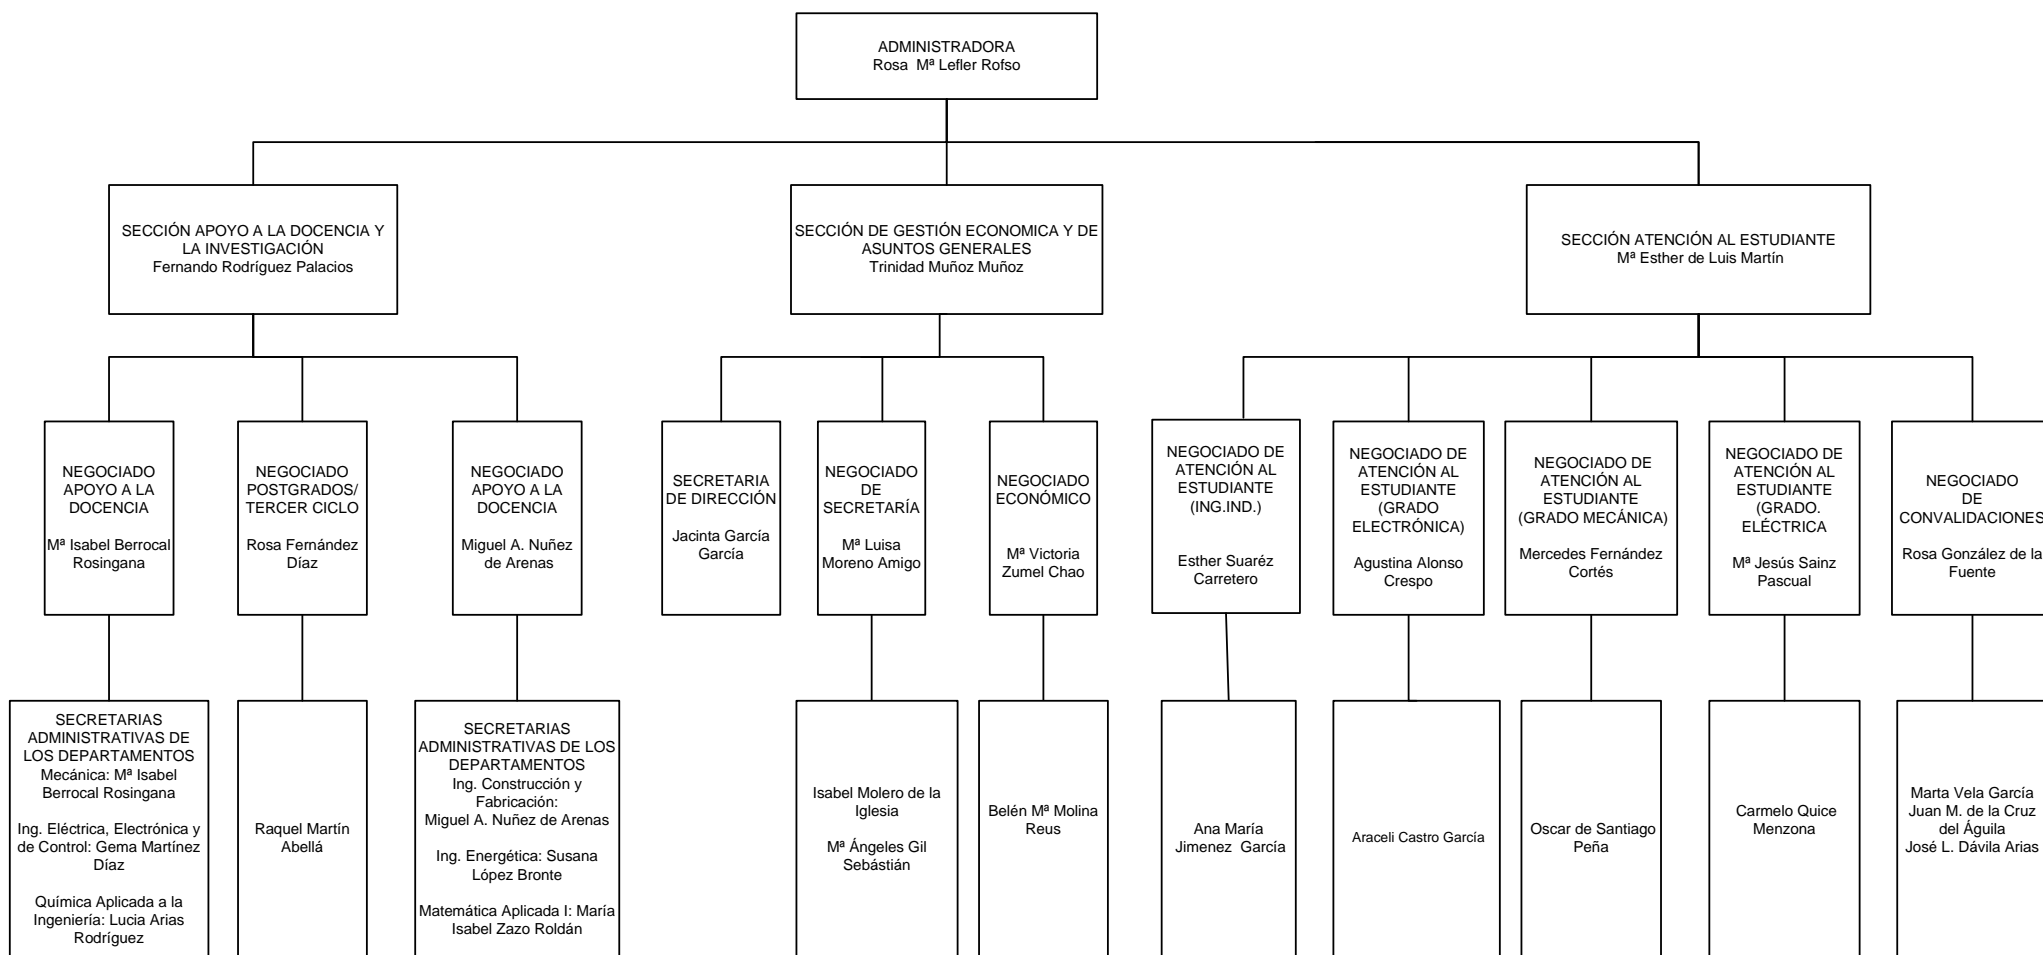 ADMINISTRADORA
Rosa Mª Lefler Rofso
SECCIÓN APOYO A LA DOCENCIA Y
LA INVESTIGACIÓN
Fernando Rodríguez Palacios
SECCIÓN DE GESTIÓN ECONOMICA Y DE
ASUNTOS GENERALES
Trinidad Muñoz Muñoz
SECCIÓN ATENCIÓN AL ESTUDIANTE
Mª Esther de Luis Martín
NEGOCIADO
APOYO A LA
DOCENCIA
Mª Isabel Berrocal
Rosingana
NEGOCIADO
POSTGRADOS/
TERCER CICLO
Rosa Fernández
Díaz
NEGOCIADO
APOYO A LA
DOCENCIA
Miguel A. Nuñez
de Arenas
SECRETARIA
DE DIRECCIÓN
Jacinta García
García
NEGOCIADO
DE
SECRETARÍA
Mª Luisa
Moreno Amigo
NEGOCIADO
ECONÓMICO
Mª Victoria
Zumel Chao
NEGOCIADO DE
ATENCIÓN AL
ESTUDIANTE
(ING.IND.)
Esther Suaréz
Carretero
NEGOCIADO DE
ATENCIÓN AL
ESTUDIANTE
(GRADO
ELECTRÓNICA)
Agustina Alonso
Crespo
NEGOCIADO DE
ATENCIÓN AL
ESTUDIANTE
(GRADO MECÁNICA)
Mercedes Fernández
Cortés
NEGOCIADO DE
ATENCIÓN AL
ESTUDIANTE
(GRADO.
ELÉCTRICA
Mª Jesús Sainz
Pascual
NEGOCIADO
DE
CONVALIDACIONES
Rosa González de la
Fuente
SECRETARIAS
ADMINISTRATIVAS DE
LOS DEPARTAMENTOS
Mecánica: Mª Isabel
Berrocal Rosingana
Ing. Eléctrica, Electrónica y
de Control: Gema Martínez
Díaz
Química Aplicada a la
Ingeniería: Lucia Arias
Rodríguez
Raquel Martín
Abellá
SECRETARIAS
ADMINISTRATIVAS DE LOS
DEPARTAMENTOS
Ing. Construcción y
Fabricación:
Miguel A. Nuñez de Arenas
Ing. Energética: Susana
López Bronte
Matemática Aplicada I: María
Isabel Zazo Roldán
Isabel Molero de la
Iglesia
Mª Ángeles Gil
Sebástián
Belén Mª Molina
Reus
Ana María
Jimenez García
Araceli Castro García
Oscar de Santiago
Peña
Carmelo Quice
Menzona
Marta Vela García
Juan M. de la Cruz
del Águila
José L. Dávila Arias